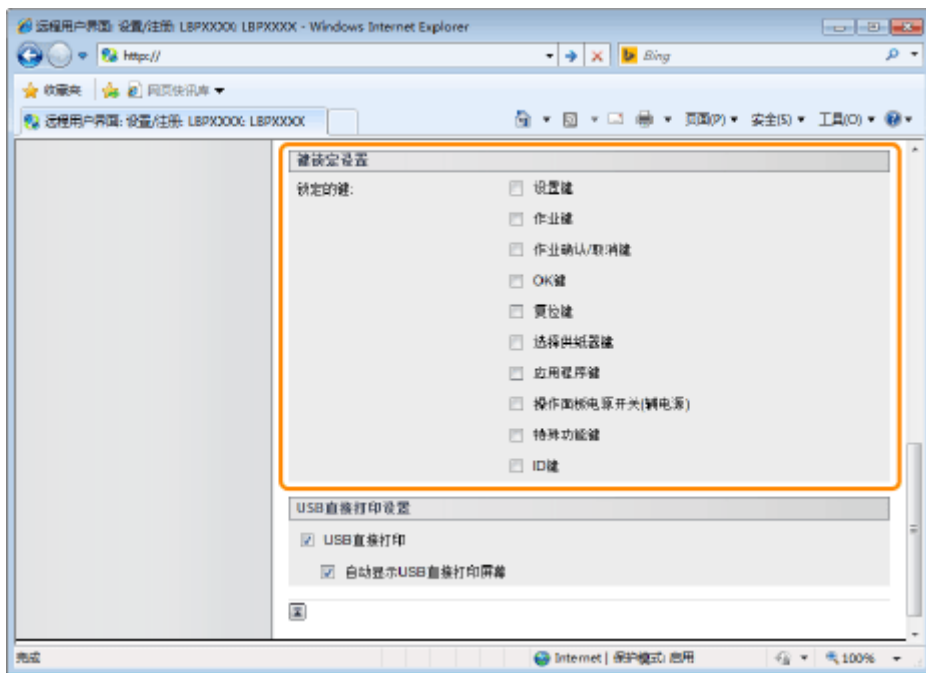 远程用户界面: 设置/注册: LBPXXXX: LBPXXXX - Windows Internet Explorer
http://
Bing
收藏夹 网页快讯库
远程用户界面: 设置/注册: LBPXXXX: LBPXXXX
页面(P) 安全(S) 工具(O)
键锁定设置
锁定的键:
设置键
作业键
作业确认/取消键
OK键
复位键
选择供纸器键
应用程序键
操作面板电源开关(辅电源)
特殊功能键
ID键
USB直接打印设置
USB直接打印
自动显示USB直接打印屏幕
完成 Internet | 保护模式: 启用 100%